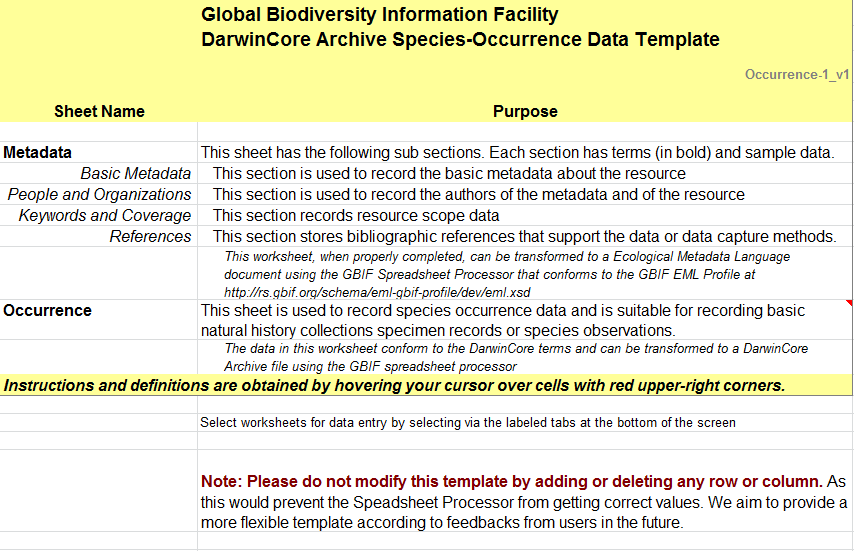 Global Biodiversity Information Facility
DarwinCore Archive Species-Occurrence Data Template
Occurrence-1_v1
Sheet Name Purpose
Metadata This sheet has the following sub sections. Each section has terms (in bold) and sample data.
Basic Metadata This section is used to record the basic metadata about the resource
People and Organizations This section is used to record the authors of the metadata and of the resource
Keywords and Coverage This section records resource scope data
References This section stores bibliographic references that support the data or data capture methods.
This worksheet, when properly completed, can be transformed to a Ecological Metadata Language
document using the GBIF Spreadsheet Processor that conforms to the GBIF EML Profile at
http://rs.gbif.org/schema/eml-gbif-profile/dev/eml.xsd
Occurrence This sheet is used to record species occurrence data and is suitable for recording basic
natural history collections specimen records or species observations.
The data in this worksheet conform to the DarwinCore terms and can be transformed to a DarwinCore
Archive file using the GBIF spreadsheet processor
Instructions and definitions are obtained by hovering your cursor over cells with red upper-right corners.
Select worksheets for data entry by selecting via the labeled tabs at the bottom of the screen
Note: Please do not modify this template by adding or deleting any row or column. As
this would prevent the Speadsheet Processor from getting correct values. We aim to provide a
more flexible template according to feedbacks from users in the future.